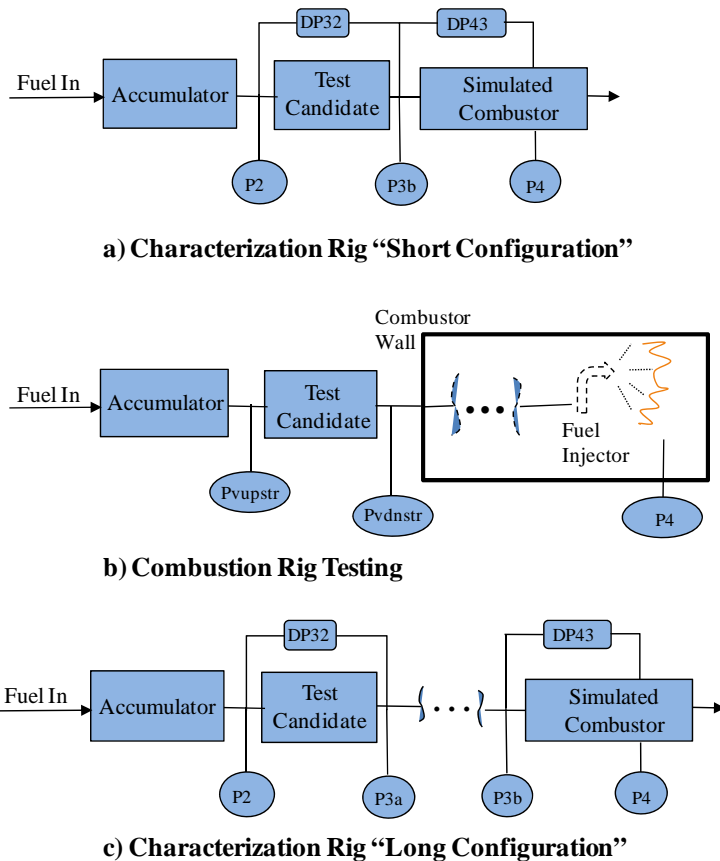 DP32
DP43
Fuel In
Accumulator
Test
Candidate
Simulated
Combustor
P2
P3b
P4
a) Characterization Rig “Short Configuration”
Combustor
Wall
Fuel In
Accumulator
Test
Candidate
Fuel
Injector
Pvupstr
Pvdnstr
P4
b) Combustion Rig Testing
DP32
DP43
Fuel In
Accumulator
Test
Candidate
Simulated
Combustor
P2
P3a
P3b
P4
c) Characterization Rig “Long Configuration”